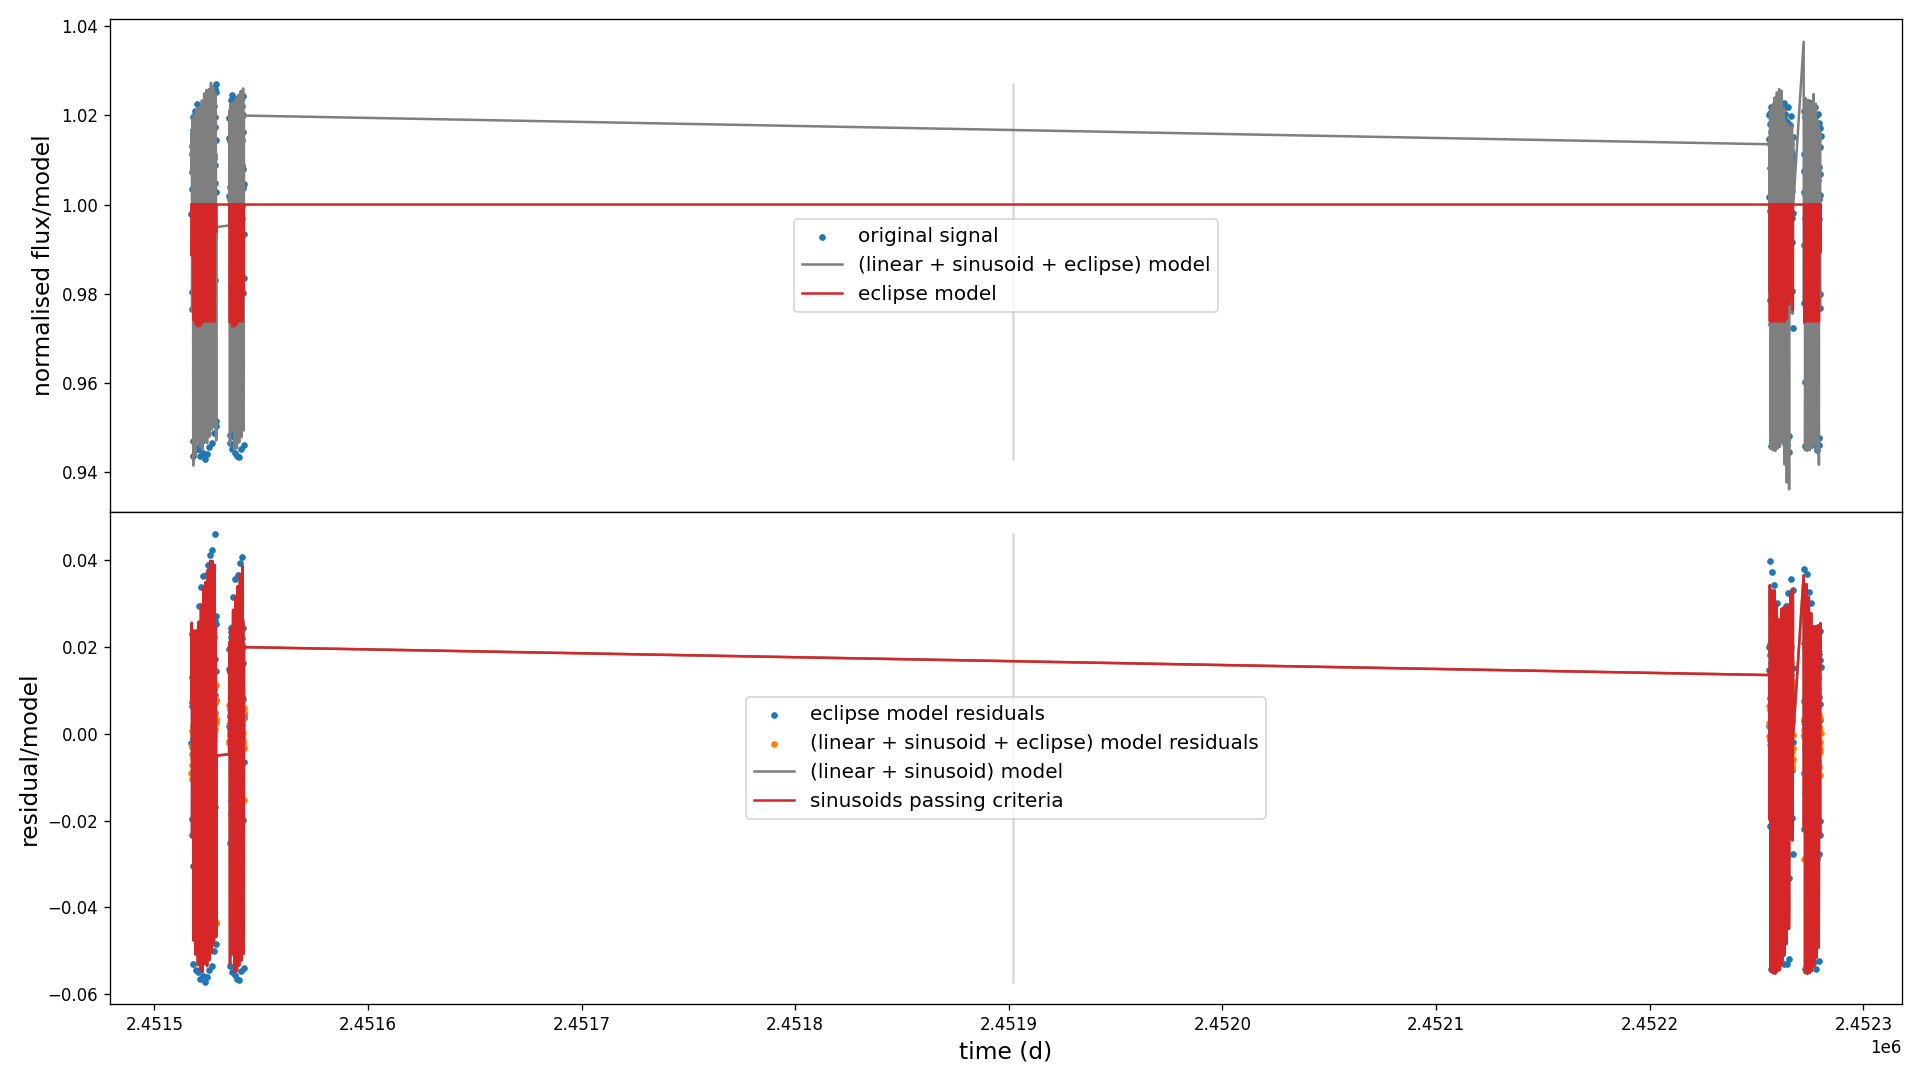 1.04
1.02
1.00
0.98
0.96
0.94
normalised flux/model
original signal
(linear + sinusoid + eclipse) model
eclipse model
0.04
0.02
0.00
−0.02
−0.04
−0.06
residual/model
eclipse model residuals
(linear + sinusoid + eclipse) model residuals
(linear + sinusoid) model
sinusoids passing criteria
2.4515
2.4516
2.4517
2.4518
2.4519
2.4520
2.4521
2.4522
2.4523
1e6
time (d)